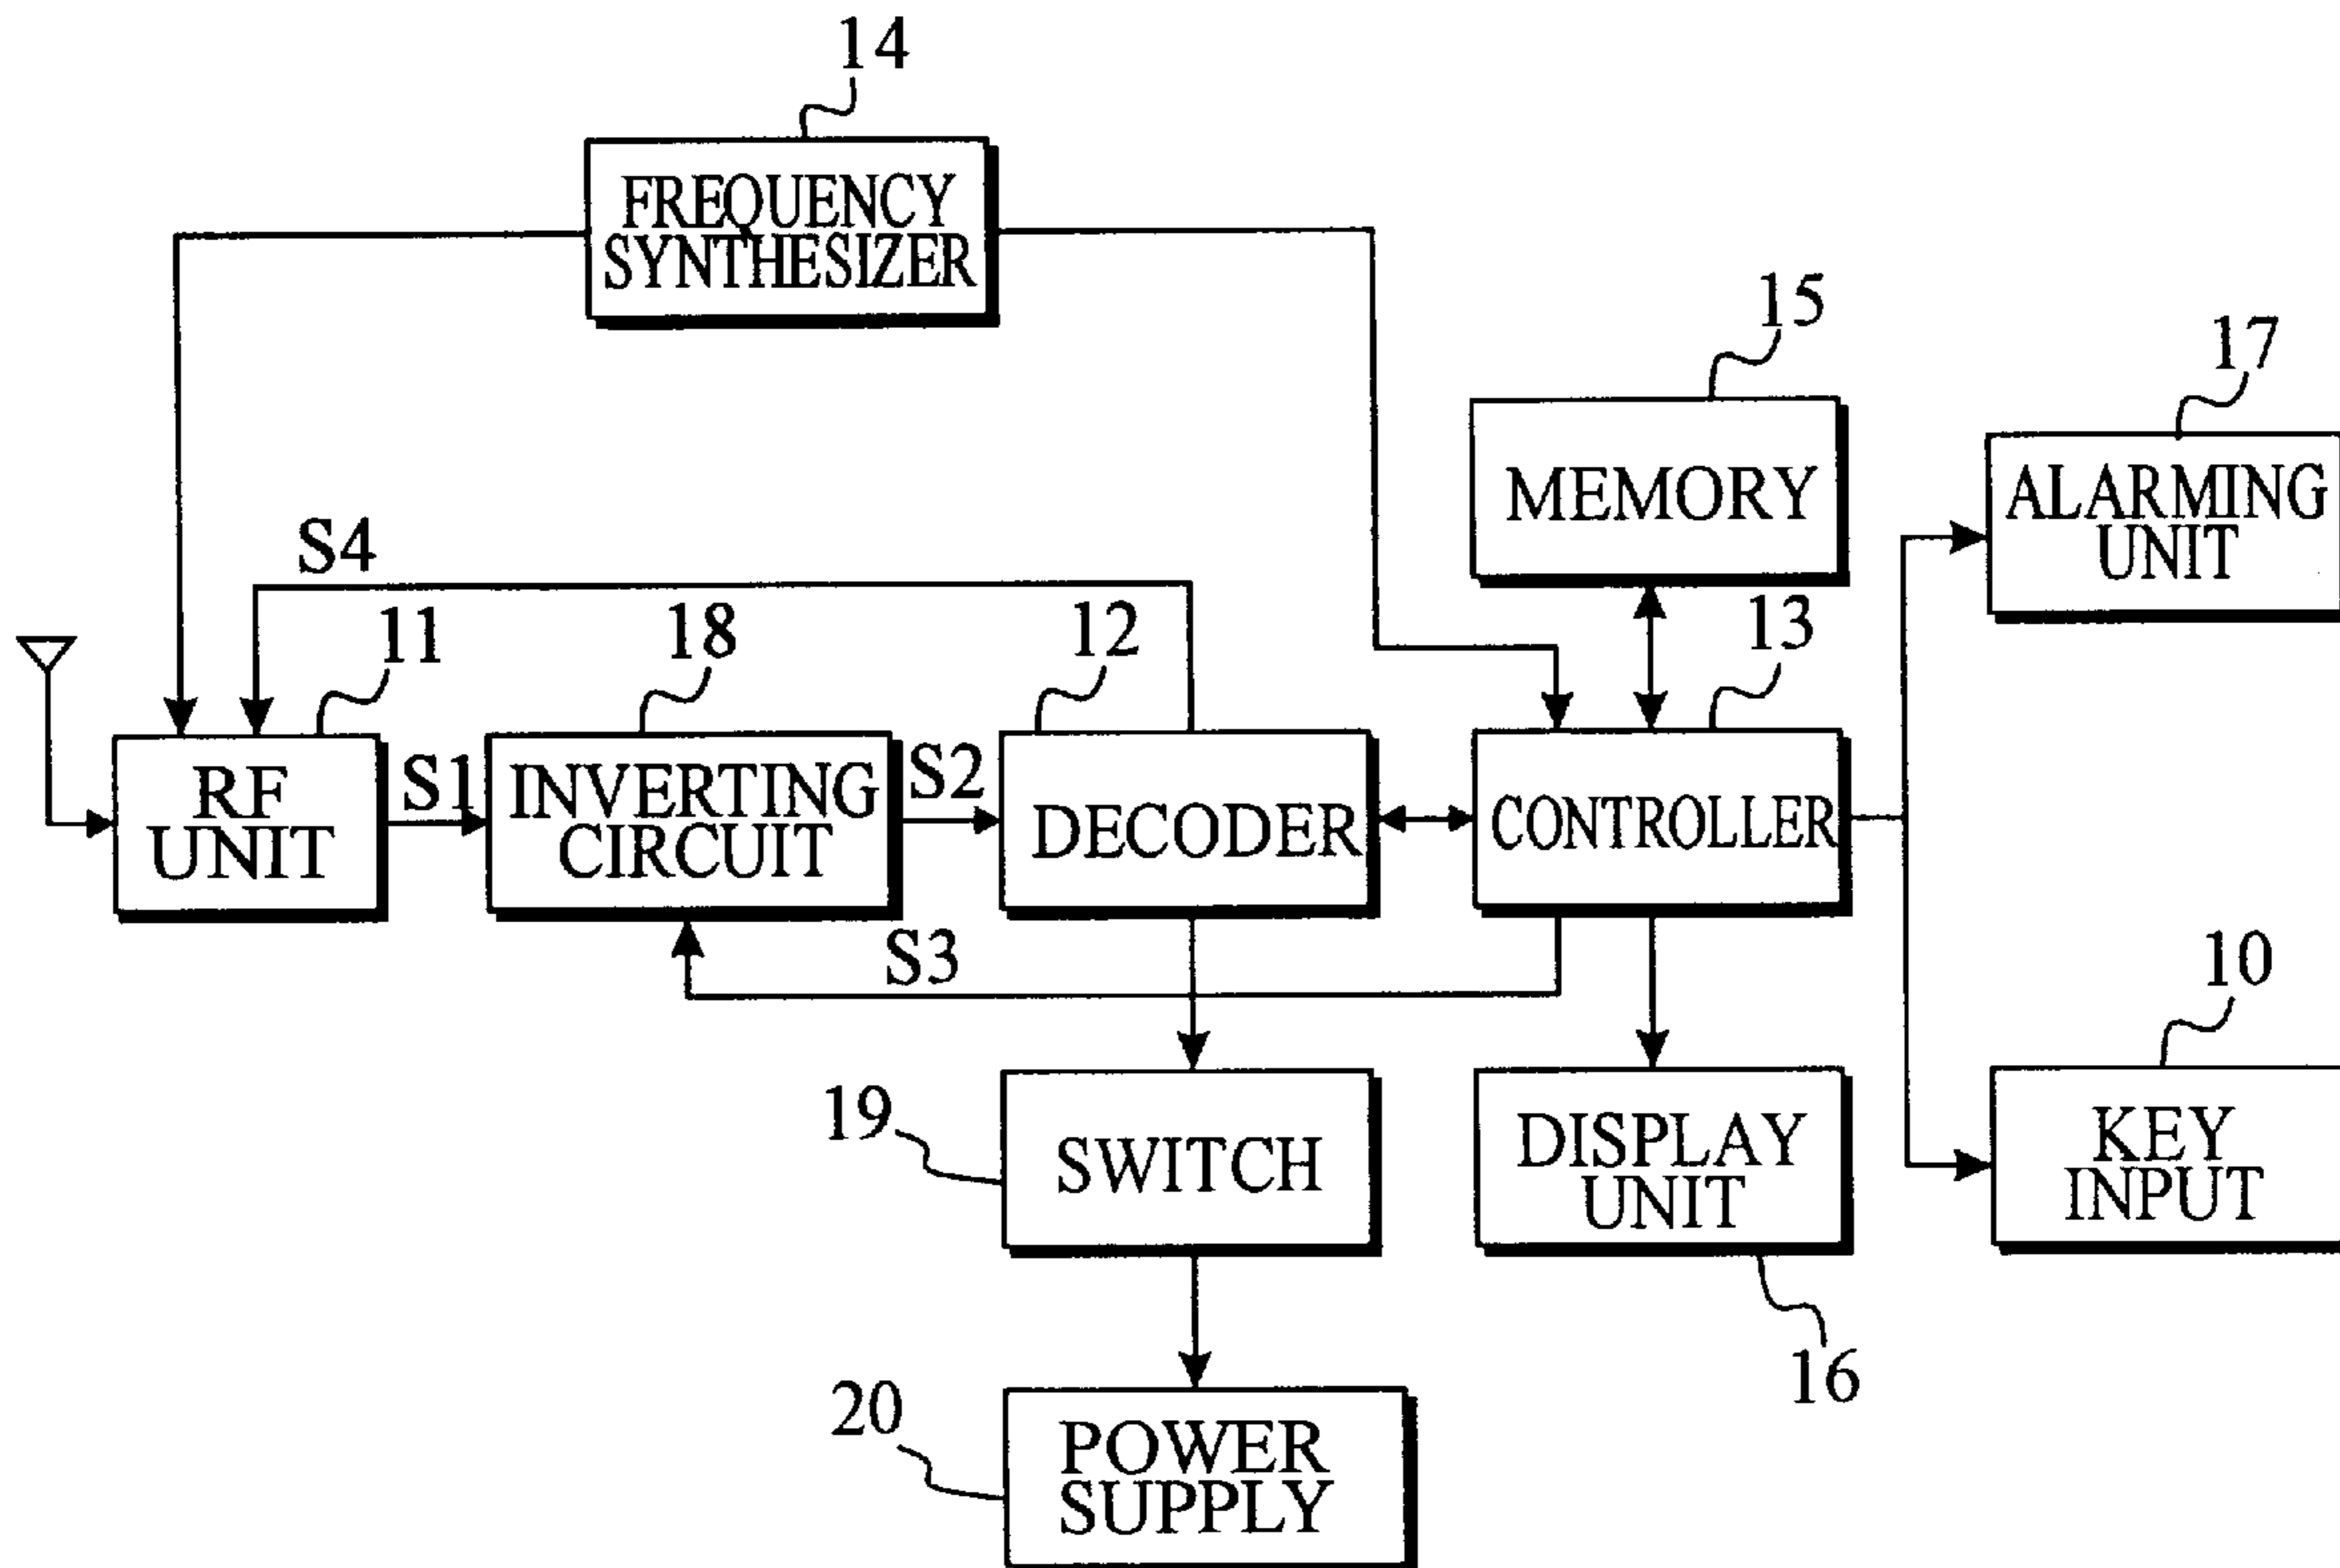 14
FREQUENCY
SYNTHESIZER
15
17
MEMORY
ALARMING
UNIT
S4
11
18
12
13
RF
UNIT
S1
INVERTING
CIRCUIT
S2
DECODER
CONTROLLER
S3
10
19
SWITCH
DISPLAY
UNIT
KEY
INPUT
16
20
POWER
SUPPLY